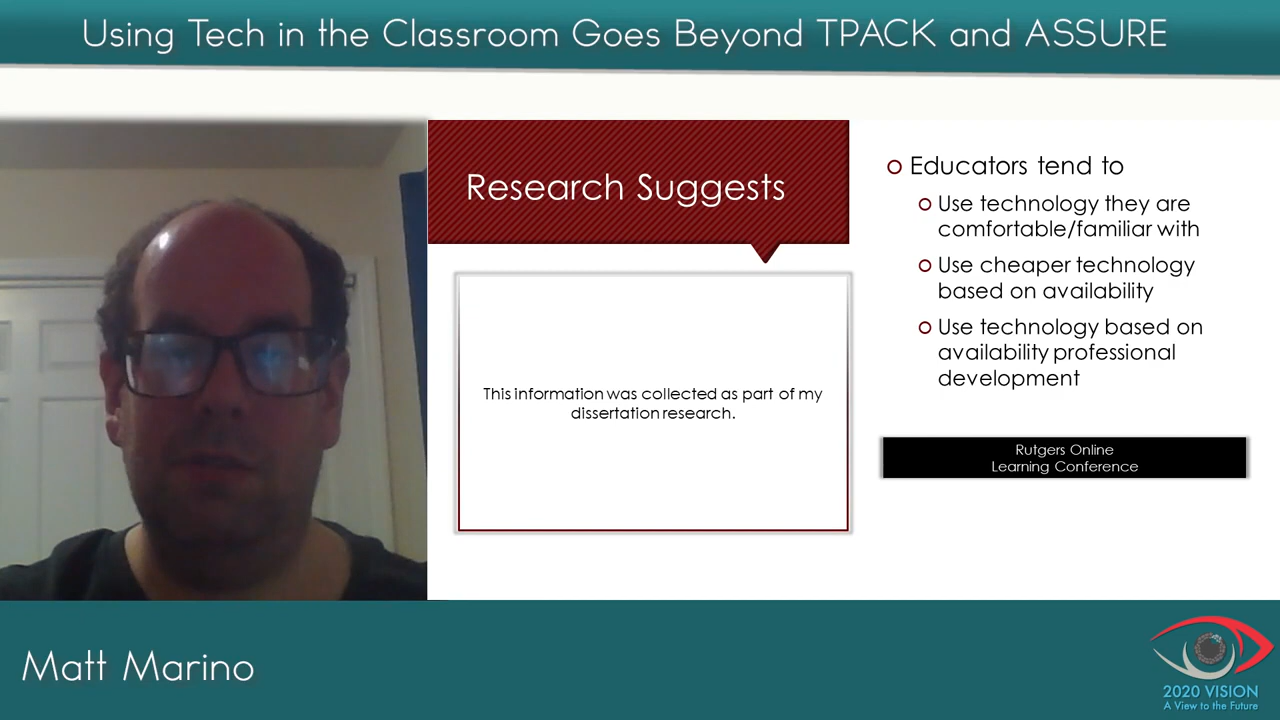 Using Tech in the Classroom Goes Beyond TPACK and ASSURE
Research Suggests
This information was collected as part of my
dissertation research.
Educators tend to
Use technology they are
comfortable/familiar with
Use cheaper technology
based on availability
Use technology based on
availability professional
development
Rutgers Online
Learning Conference
Matt Marino
2020 VISION
A View to the Future